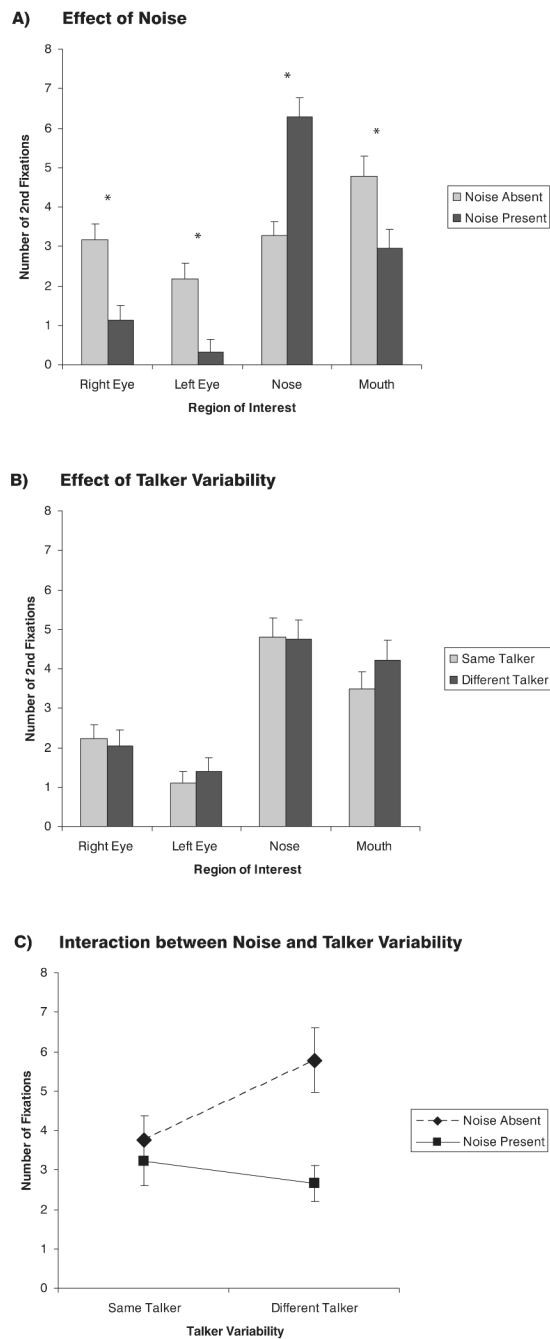 A) Effect of Noise
8
7
6
5
4
3
2
1
0
Number of 2nd Fixations
*
*
*
*
Noise Absent
Noise Present
Right Eye Left Eye Nose Mouth
Region of Interest
B) Effect of Talker Variability
8
7
6
5
4
3
2
1
0
Number of 2nd Fixations
Same Talker
Different Talker
Right Eye Left Eye Nose Mouth
Region of Interest
C) Interaction between Noise and Talker Variability
8
7
6
5
4
3
2
1
0
Number of Fixations
Noise Absent
Noise Present
Same Talker Different Talker
Talker Variability